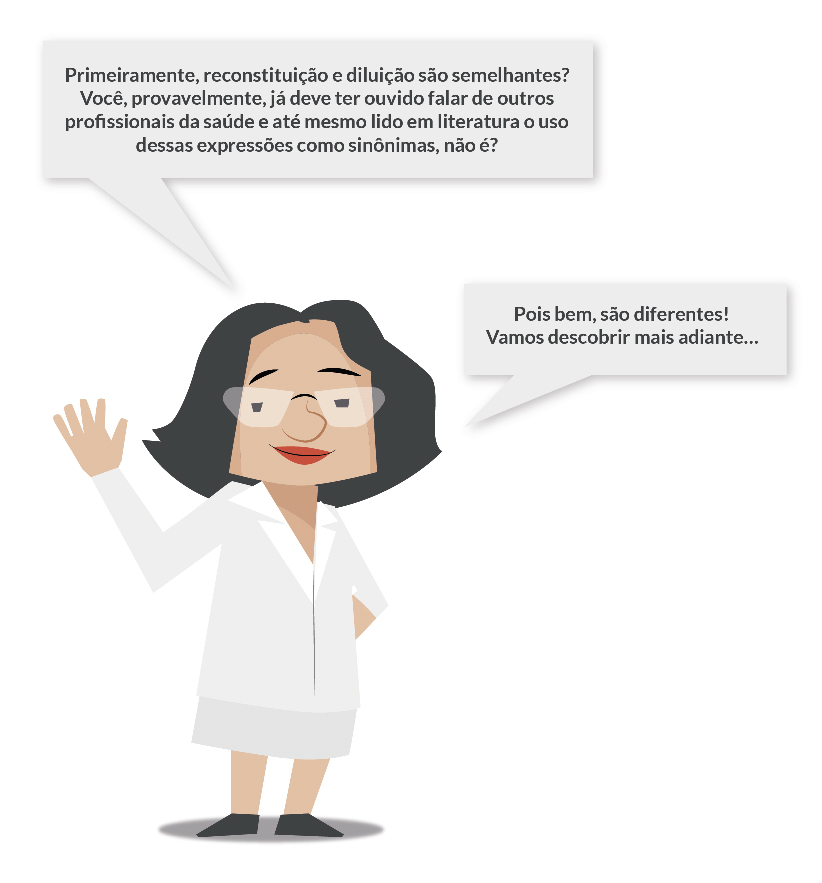 Primeiramente, reconstituição e diluição são semelhantes?
Você, provavelmente, já deve ter ouvido falar de outros
profissionais da saúde e até mesmo lido em literatura o uso
dessas expressões como sinônimas, não é?
Pois bem, são diferentes!
Vamos descobrir mais adiante...